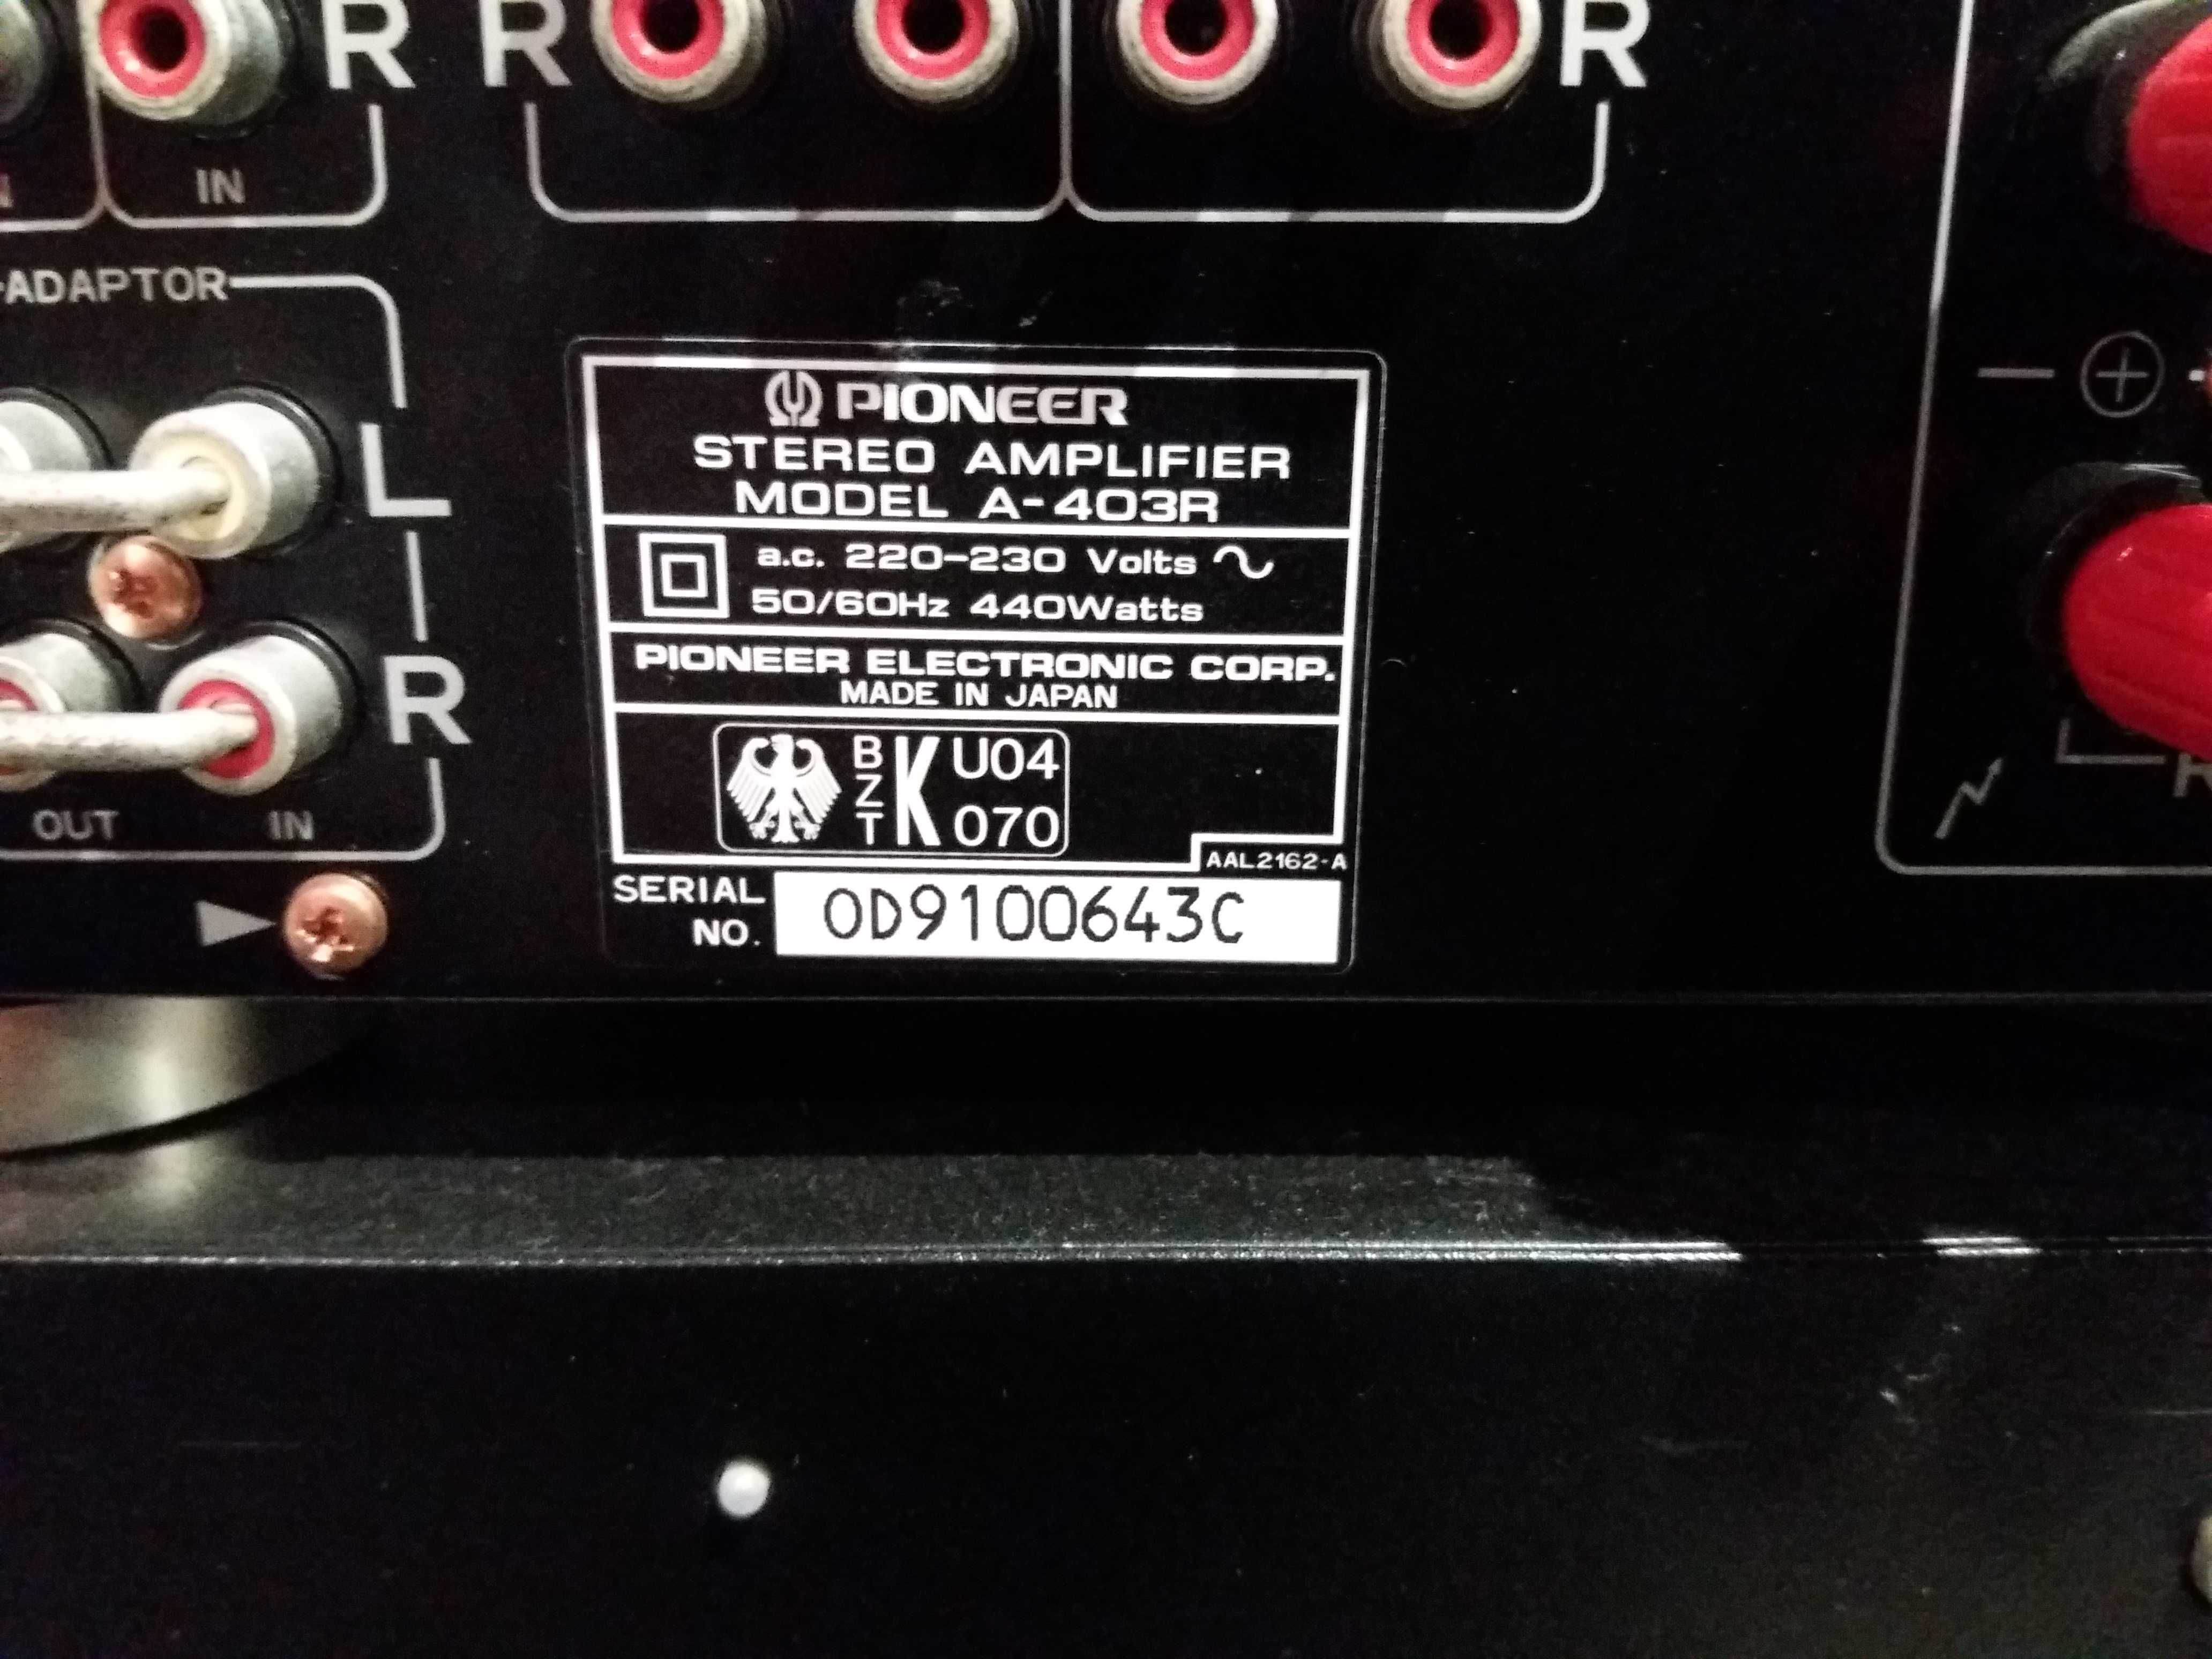 R
R
R
IN
ADAPTOR
L
R
OUT
IN
PIONEER
STEREO AMPLIFIER
MODEL A-403R
a.c. 220-230 Volts
50/60Hz 440Watts
PIONEER ELECTRONIC CORP.
MADE IN JAPAN
BZT K U04
070
AAL2162-A
SERIAL NO. 0D9100643C